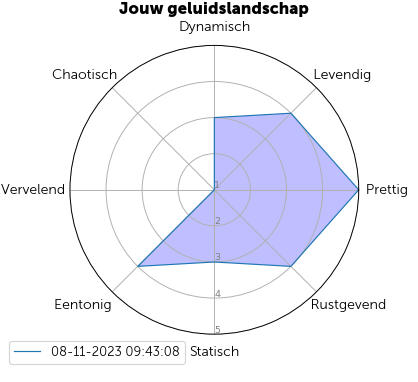 Jouw geluidslandschap
Dynamisch
Chaotisch
Levendig
Vervelend
1
Prettig
2
3
4
5
Eentonig
Rustgevend
Statisch
08-11-2023 09:43:08